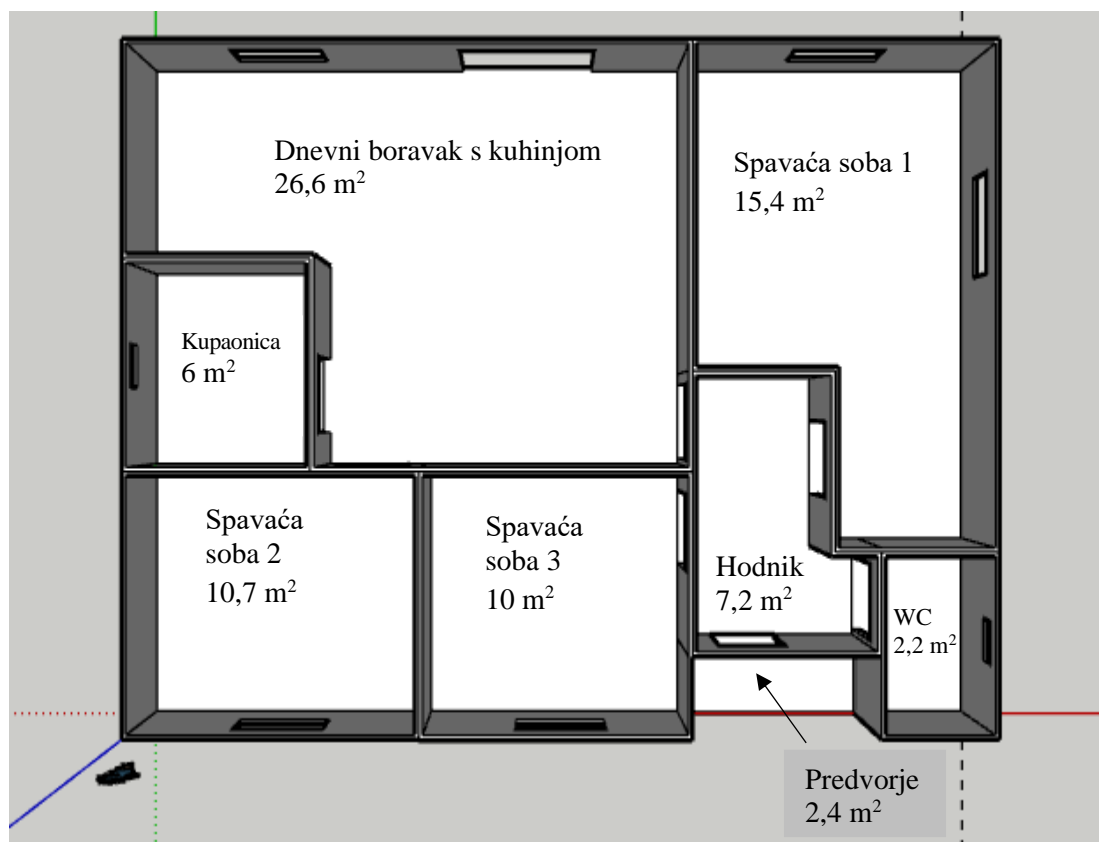 Dnevni boravak s kuhinjom
26,6 m²
Spavaća soba 1
15,4 m²
Kupaonica
6 m²
Spavaća
soba 2
10,7 m²
Spavaća
soba 3
10 m²
Hodnik
7,2 m²
WC
2,2 m²
Predvorje
2,4 m²